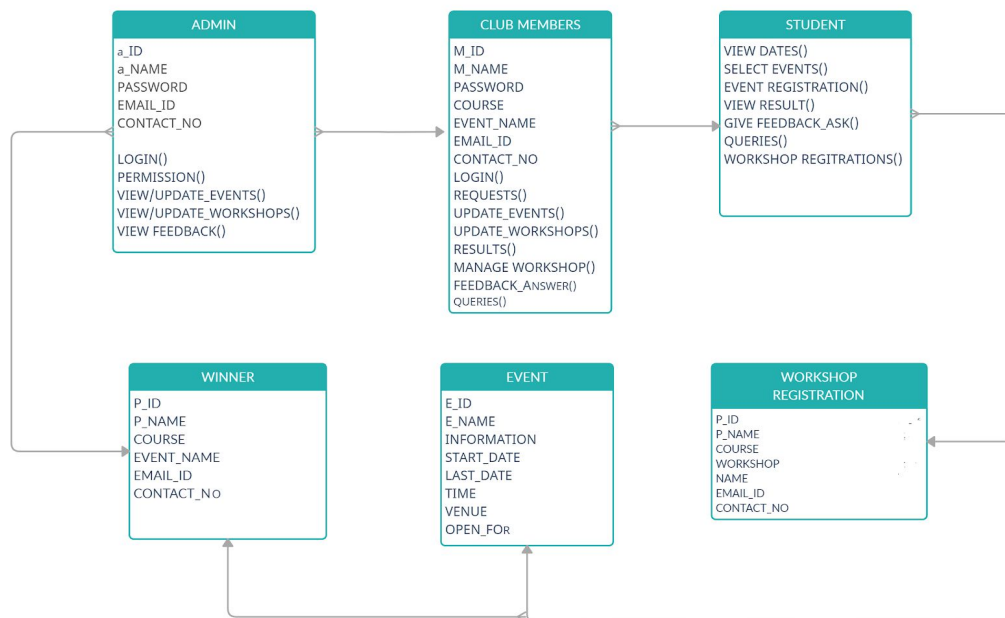 ADMIN
a_ID
a_NAME
PASSWORD
EMAIL_ID
CONTACT_NO
LOGIN()
PERMISSION()
VIEW/UPDATE_EVENTS()
VIEW/UPDATE_WORKSHOPS()
VIEW FEEDBACK()
CLUB MEMBERS
M_ID
M_NAME
PASSWORD
COURSE
EVENT_NAME
EMAIL_ID
CONTACT_NO
LOGIN()
REQUESTS()
UPDATE_EVENTS()
UPDATE_WORKSHOPS()
RESULTS()
MANAGE WORKSHOP()
FEEDBACK_ANSWER()
QUERIES()
STUDENT
VIEW DATES()
SELECT EVENTS()
EVENT REGISTRATION()
VIEW RESULT()
GIVE FEEDBACK_ASK()
QUERIES()
WORKSHOP REGITRATIONS()
WINNER
P_ID
P_NAME
COURSE
EVENT_NAME
EMAIL_ID
CONTACT_NO
EVENT
E_ID
E_NAME
INFORMATION
START_DATE
LAST_DATE
TIME
VENUE
OPEN_FOR
WORKSHOP
REGISTRATION
P_ID
P_NAME
COURSE
WORKSHOP
NAME
EMAIL_ID
CONTACT_NO